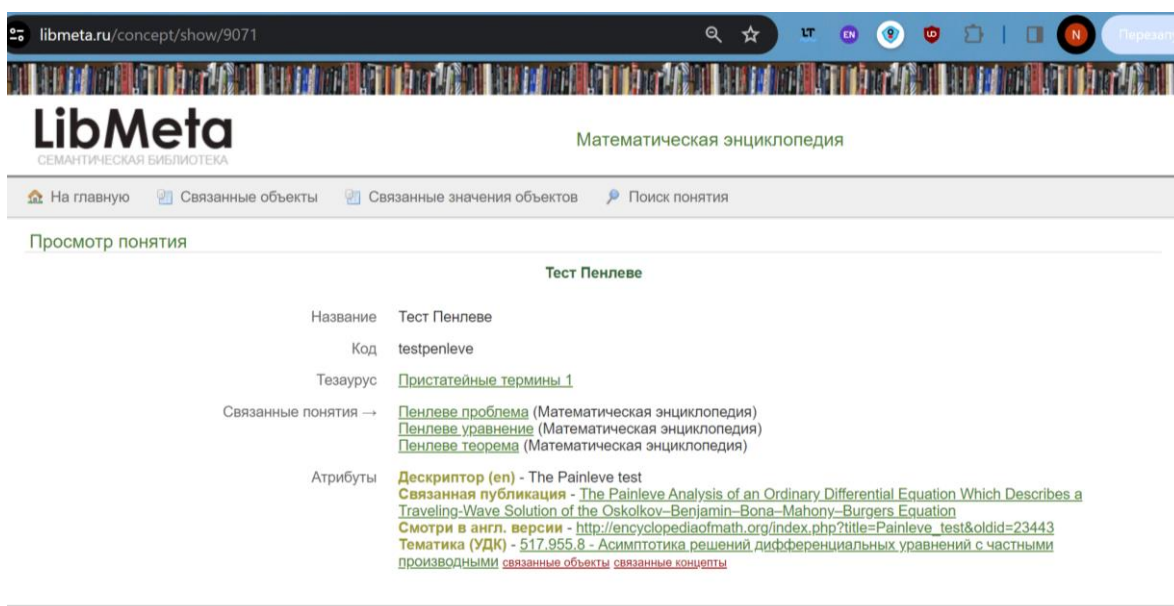 libmeta.ru/concept/show/9071
LT EN UD N Перезап
LibMeta
СЕМАНТИЧЕСКАЯ БИБЛИОТЕКА
Математическая энциклопедия
На главную Связанные объекты Связанные значения объектов Поиск понятия
Просмотр понятия
Тест Пенлеве
Название Тест Пенлеве
Код testpenleve
Тезаурус Пристатейные термины 1
Связанные понятия → Пенлеве проблема (Математическая энциклопедия)
Пенлеве уравнение (Математическая энциклопедия)
Пенлеве теорема (Математическая энциклопедия)
Атрибуты Дескриптор (en) - The Painleve test
Связанная публикация - The Painleve Analysis of an Ordinary Differential Equation Which Describes a
Traveling-Wave Solution of the Oskolkov–Benjamin–Bona–Mahony–Burgers Equation
Смотри в англ. версии - http://encyclopediaofmath.org/index.php?title=Painleve_test&oldid=23443
Тематика (УДК) - 517.955.8 - Асимптотика решений дифференциальных уравнений с частными
производными связанные объекты связанные концепты